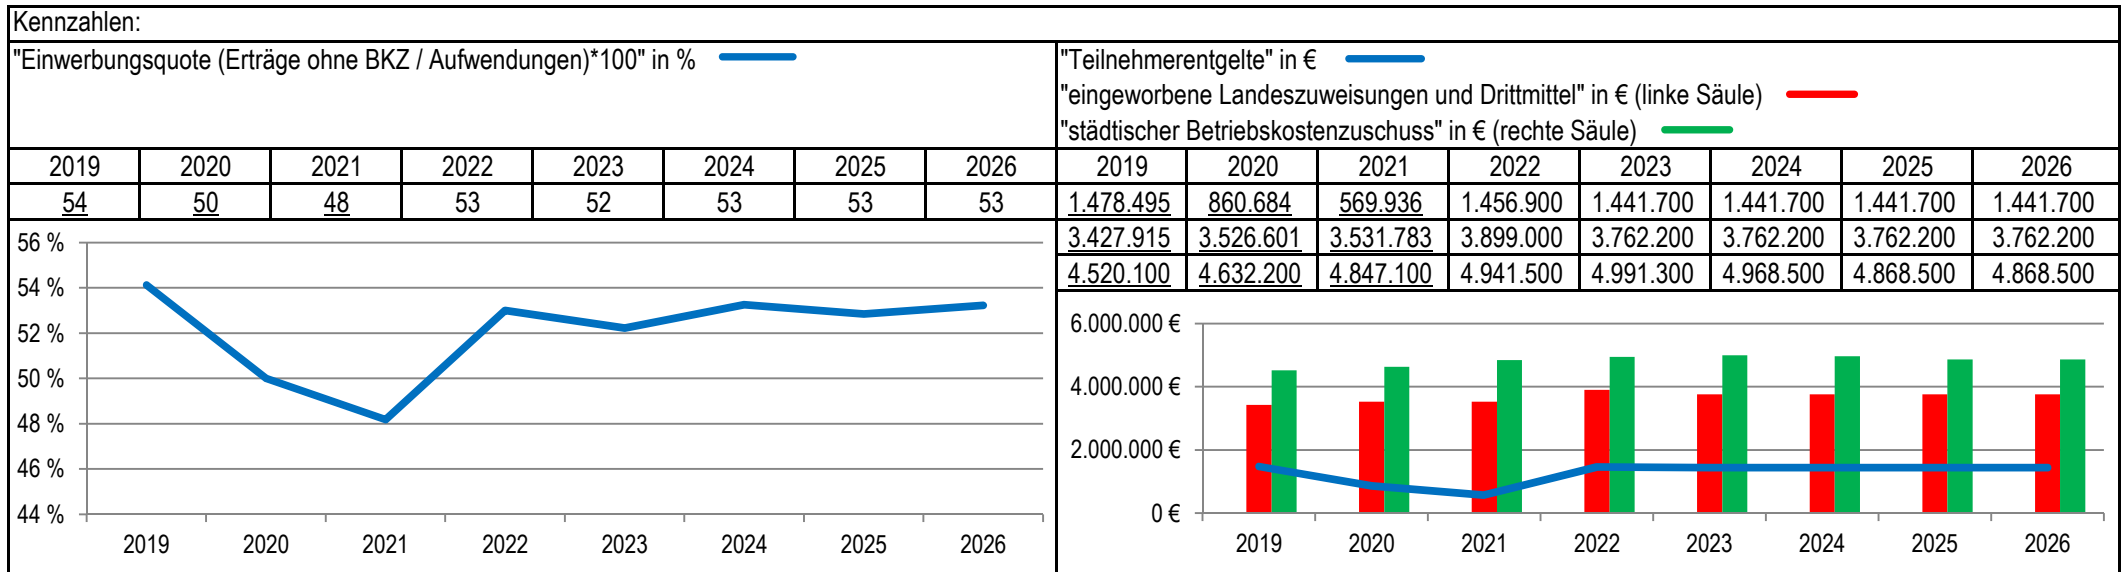 Kennzahlen:
"Einwerbungsquote (Erträge ohne BKZ / Aufwendungen)*100" in %
2019 2020 2021 2022 2023 2024 2025 2026
54 50 48 53 52 53 53 53
56 %
54 %
52 %
50 %
48 %
46 %
44 %
2019 2020 2021 2022 2023 2024 2025 2026
"Teilnehmerentgelte" in €
"eingeworbene Landeszuweisungen und Drittmittel" in € (linke Säule)
"städtischer Betriebskostenzuschuss" in € (rechte Säule)
2019 2020 2021 2022 2023 2024 2025 2026
1.478.495 860.684 569.936 1.456.900 1.441.700 1.441.700 1.441.700 1.441.700
3.427.915 3.526.601 3.531.783 3.899.000 3.762.200 3.762.200 3.762.200 3.762.200
4.520.100 4.632.200 4.847.100 4.941.500 4.991.300 4.968.500 4.868.500 4.868.500
6.000.000 €
4.000.000 €
2.000.000 €
0 €
2019 2020 2021 2022 2023 2024 2025 2026